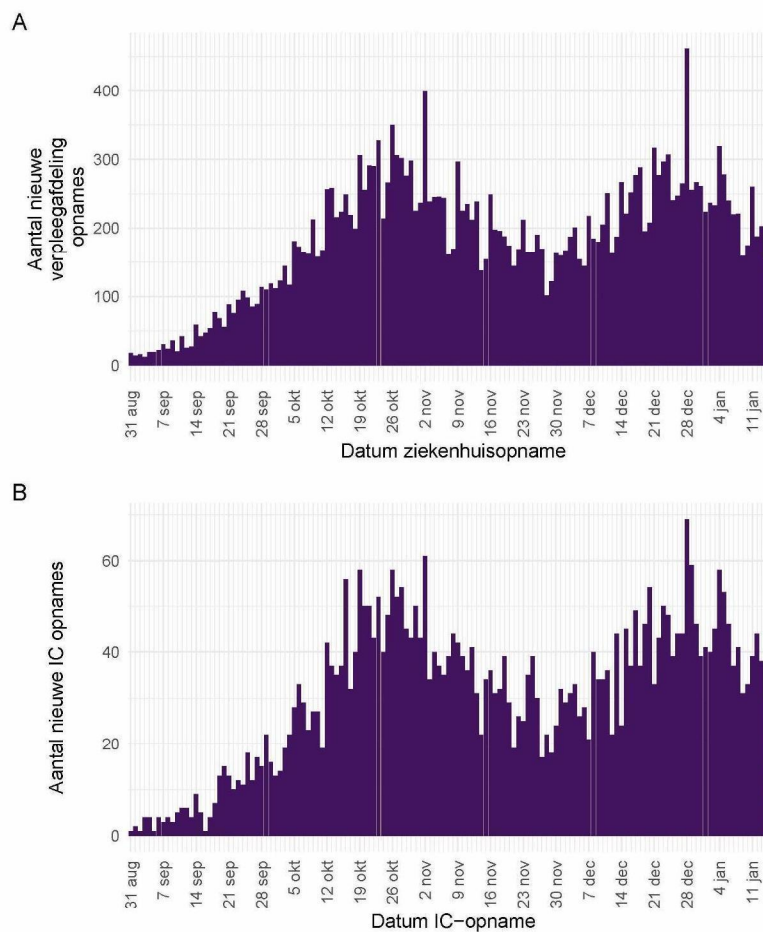 A
Aantal nieuwe
verpleegafdeling
opnames
400
300
200
100
0
31 aug
7 sep
14 sep
21 sep
28 sep
5 okt
12 okt
19 okt
26 okt
2 nov
9 nov
16 nov
23 nov
30 nov
7 dec
14 dec
21 dec
28 dec
4 jan
11 jan
Datum ziekenhuisopname
B
Aantal nieuwe IC opnames
60
40
20
0
31 aug
7 sep
14 sep
21 sep
28 sep
5 okt
12 okt
19 okt
26 okt
2 nov
9 nov
16 nov
23 nov
30 nov
7 dec
14 dec
21 dec
28 dec
4 jan
11 jan
Datum IC−opname